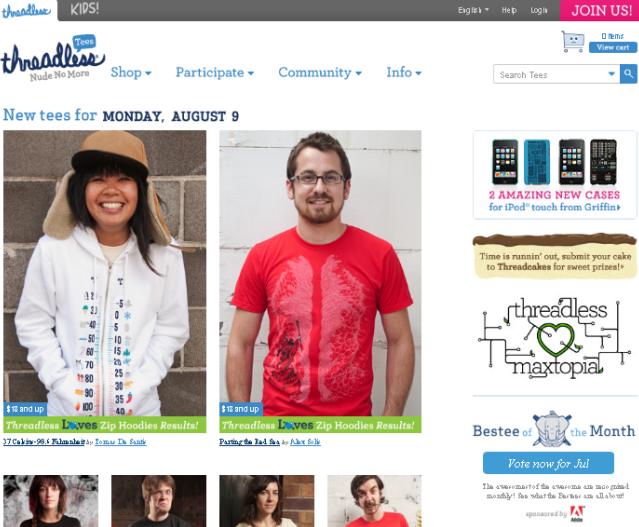 threadless
KIDS!
English
Help
Login
JOIN US!
threadless
Tees
Nude No More
Shop
Participate
Community
Info
0 Items
View cart
Search Tees
New tees for MONDAY, AUGUST 9
$18 and up
$18 and up
Threadless Loves Zip Hoodies Results!
Threadless Loves Zip Hoodies Results!
37 Celcius-98.6 Fahrenheit by Tomas De Santis
Parting the Red Sea by Alex Solis
2 AMAZING NEW CASES
for iPod® touch from Griffin
Time is runnin' out, submit your cake
to Threadcakes for sweet prizes!
threadless
maxtopia
Bestee of the Month
Vote now for Jul
The awesomest of the awesome are recognized
monthly! See what the Bestees are all about!
sponsored by
Adobe